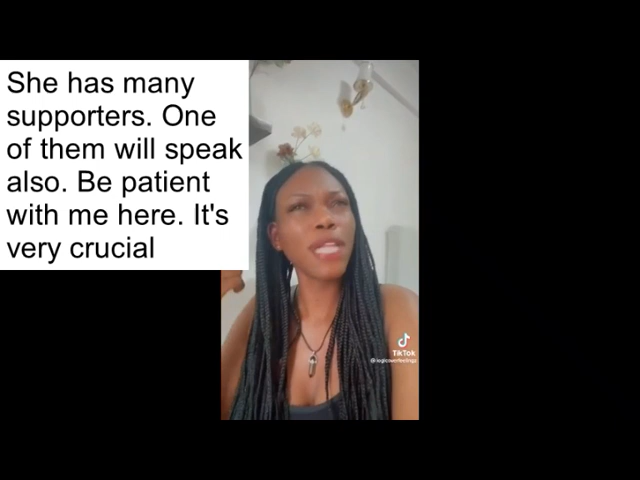 She has many
supporters. One
of them will speak
also. Be patient
with me here. It's
very crucial
TikTok